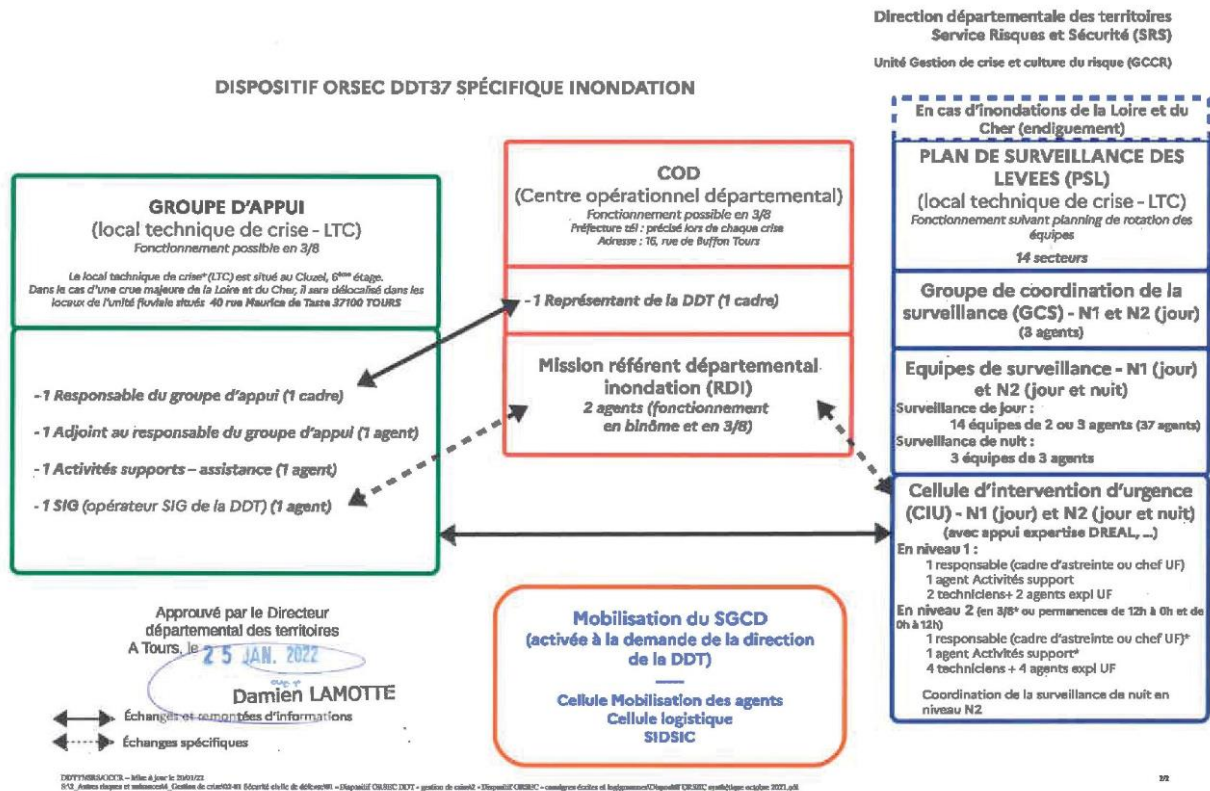 Direction départementale des territoires
Service Risques et Sécurité (SRS)
Unité Gestion de crise et culture du risque (GCCR)
DISPOSITIF ORSEC DDT37 SPÉCIFIQUE INONDATION
GROUPE D'APPUI
(local technique de crise - LTC)
Fonctionnement possible en 3/8
Le local technique de crise* (LTC) est situé au Cluzel, 6ème étage.
Dans le cas d'une crue majeure de la Loire et du Cher, il sera délocalisé dans les
locaux de l'unité fluviale situés 40 rue Maurice de Taste 37100 TOURS
- 1 Responsable du groupe d'appui (1 cadre)
- 1 Adjoint au responsable du groupe d'appui (1 agent)
- 1 Activités supports – assistance (1 agent)
- 1 SIG (opérateur SIG de la DDT) (1 agent)
COD
(Centre opérationnel départemental)
Fonctionnement possible en 3/8
Préfecture tél : précisé lors de chaque crise
Adresse : 16, rue de Buffon Tours
- 1 Représentant de la DDT (1 cadre)
Mission référent départemental
inondation (RDI)
2 agents (fonctionnement
en binôme et en 3/8)
En cas d'inondations de la Loire et du
Cher (endiguement)
PLAN DE SURVEILLANCE DES
LEVEES (PSL)
(local technique de crise - LTC)
Fonctionnement suivant planning de rotation des
équipes
14 secteurs
Groupe de coordination de la
surveillance (GCS) - N1 et N2 (jour)
(3 agents)
Equipes de surveillance - N1 (jour)
et N2 (jour et nuit)
Surveillance de jour :
14 équipes de 2 ou 3 agents (37 agents)
Surveillance de nuit :
3 équipes de 3 agents
Cellule d'intervention d'urgence
(CIU) - N1 (jour) et N2 (jour et nuit)
(avec appui expertise DREAL, ...)
En niveau 1 :
1 responsable (cadre d'astreinte ou chef UF)
1 agent Activités support
2 techniciens+ 2 agents expl UF
En niveau 2 (en 3/8* ou permanences de 12h à 0h et de
0h à 12h)
1 responsable (cadre d'astreinte ou chef UF)*
1 agent Activités support*
4 techniciens + 4 agents expl UF
Coordination de la surveillance de nuit en
niveau N2
Mobilisation du SGCD
(activée à la demande de la direction
de la DDT)
Cellule Mobilisation des agents
Cellule logistique
SIDSIC
Approuvé par le Directeur
départemental des territoires
A Tours, le 25 JAN. 2022
Damien LAMOTTE
Échanges et remontées d'informations
Échanges spécifiques
2/2